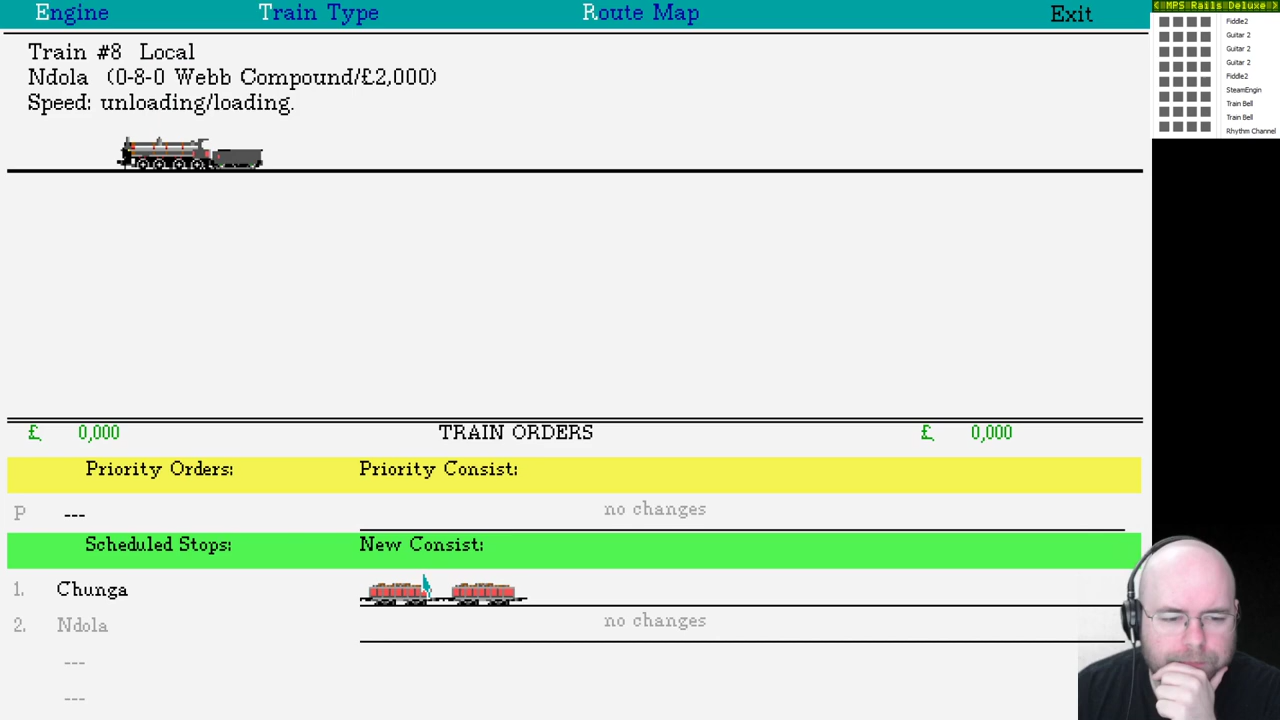 Engine Train Type Route Map Exit
Train #8 Local
Ndola (0-8-0 Webb Compound/£2,000)
Speed: unloading/loading.
£ 0,000 TRAIN ORDERS £ 0,000
Priority Orders: Priority Consist:
P --- no changes
Scheduled Stops: New Consist:
1. Chunga
2. Ndola no changes
---
---
< MPS Rails Deluxe >
Fiddle2
Guitar 2
Guitar 2
Guitar 2
Fiddle2
SteamEngin
Train Bell
Train Bell
Rhythm Channel